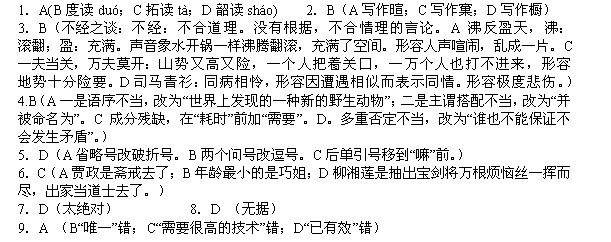 1．A(B 度读 duó；C 拓读 tà；D 韶读 sháo)    2．B（A 写作喧；C 写作窠；D 写作橱）
3．B（不经之谈：不经：不合道理。没有根据，不合情理的言论。A 沸反盈天，沸：
滚翻；盈：充满。声音象水开锅一样沸腾翻滚，充满了空间。形容人声喧闹，乱成一片。C
一夫当关，万夫莫开：山势又高又险，一个人把着关口，一万个人也打不进来，形容
地势十分险要。D 司马青衫：同病相怜，形容因遭遇相似而表示同情。形容极度悲伤。）
4.B（A 一是语序不当，改为“世界上发现的一种新的野生动物”；二是主谓搭配不当，改为“并
被命名为”。C 成分残缺，在“耗时”前加“需要”。D．多重否定不当，改为“谁也不能保证不
会发生矛盾”。）
5．D（A 省略号改破折号。B 两个问号改逗号。C 后单引号移到“嘛”前。）
6．C（A 贾政是斋戒去了；B 年龄最小的是巧姐；D 柳湘莲是抽出宝剑将万根烦恼丝一挥而
尽，出家当道士去了。）
7．D（太绝对）    8．D （无据）
9．A （B“唯一”错；C“需要很高的技术”错；D“已有效”错）